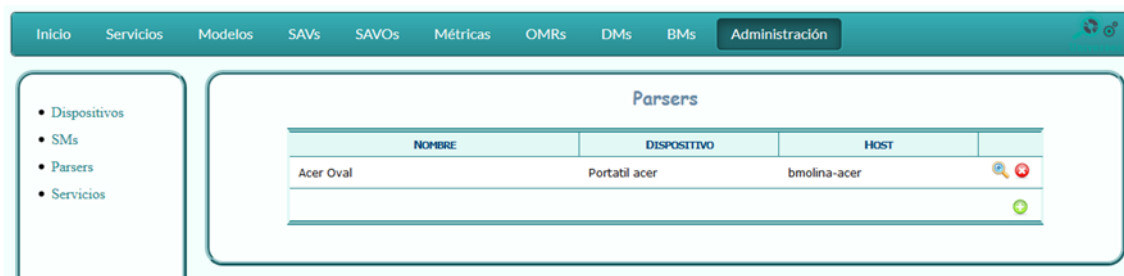 Inicio Servicios Modelos SAVs SAVOs Métricas OMRs DMs BMs Administración
Dispositivos
SMs
Parsers
Servicios
Parsers
NOMBRE DISPOSITIVO HOST
Acer Oval Portatil acer bmolina-acer